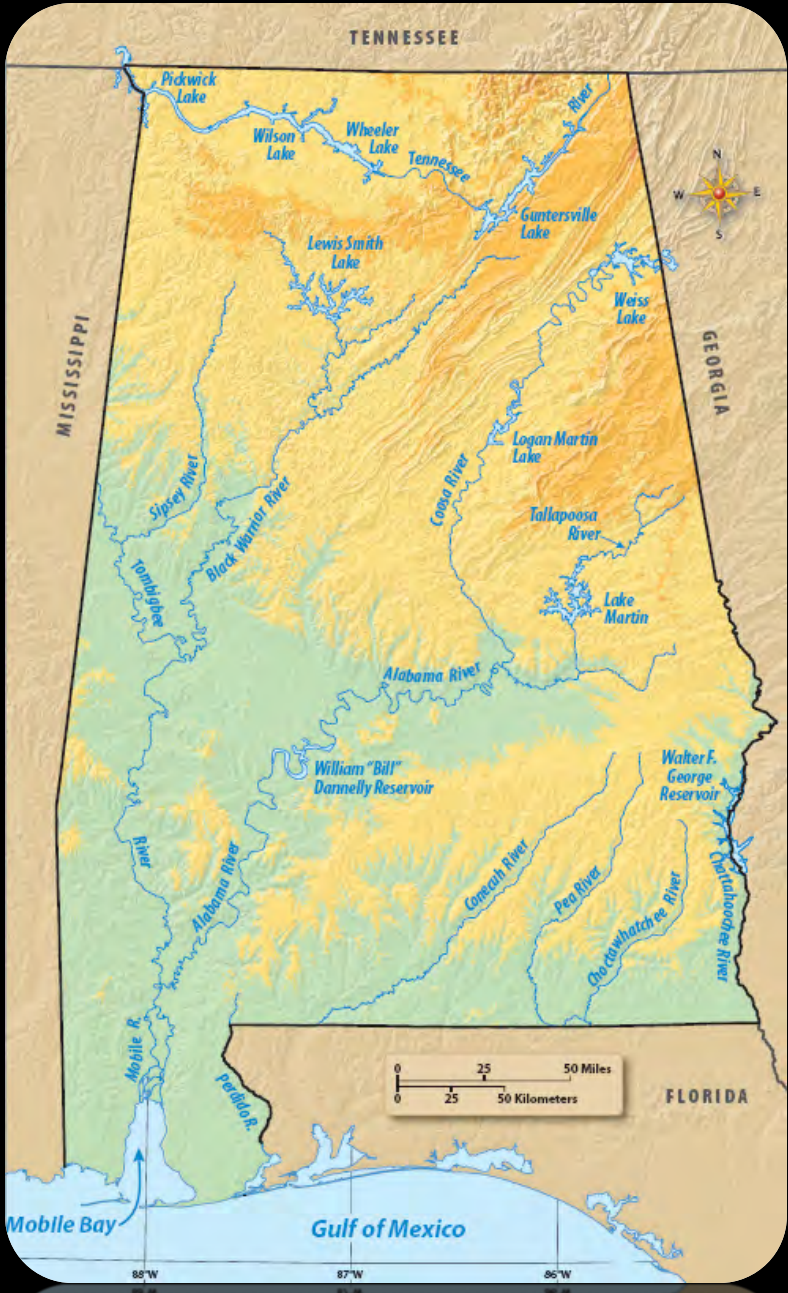 TENNESSEE
Pickwick
Lake
River
Wilson
Lake
Wheeler
Lake
Tennessee
N
W
E
S
Guntersville
Lake
Lewis Smith
Lake
Weiss
Lake
MISSISSIPPI
GEORGIA
Logan Martin
Lake
Coosa River
Sipsey River
Black Warrior River
Tallapoosa
River
Tombigbee
Lake
Martin
Alabama River
William "Bill"
Dannelly Reservoir
Walter F.
George
Reservoir
River
Alabama River
Conecuh River
Pea River
Choctawhatchee River
Chattahoochee River
Mobile R.
Perdido R.
0 25 50 Miles
0 25 50 Kilometers
FLORIDA
Mobile Bay
Gulf of Mexico
88°W 87°W 86°W